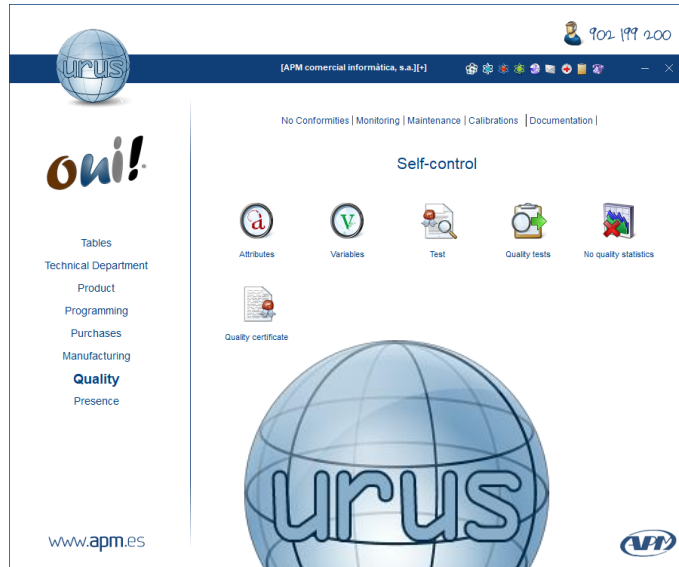 902 199 200
urus
[APM comercial informática, s.a.][+]
No Conformities | Monitoring | Maintenance | Calibrations | Documentation |
oni!
Self-control
a
v
Attributes
Variables
Test
Quality tests
No quality statistics
Quality certificate
Tables
Technical Department
Product
Programming
Purchases
Manufacturing
Quality
Presence
urus
www.apm.es
APM